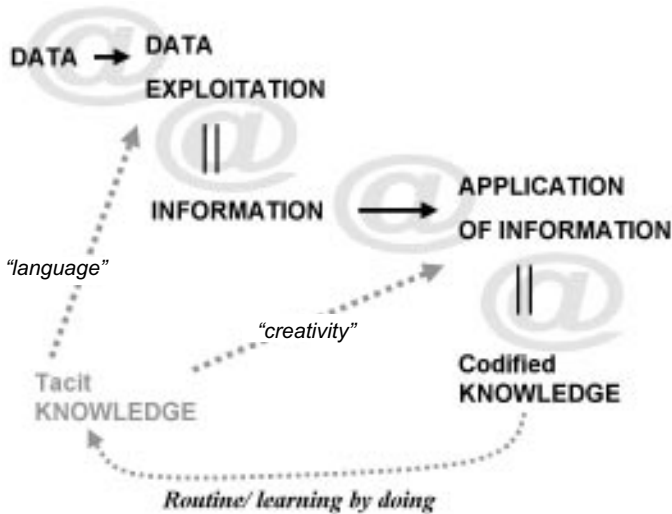 DATA
DATA
EXPLOITATION
INFORMATION
APPLICATION
OF INFORMATION
"language"
"creativity"
Tacit
KNOWLEDGE
Codified
KNOWLEDGE
Routine/ learning by doing